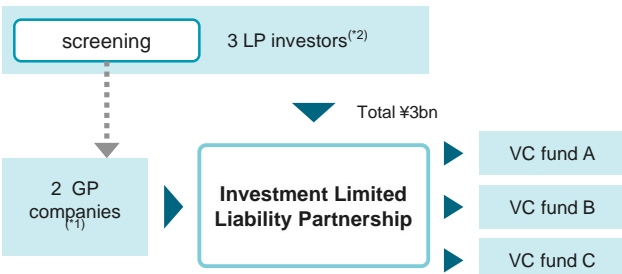 screening
3 LP investors(*2)
Total ¥3bn
2 GP
companies
(*1)
Investment Limited
Liability Partnership
VC fund A
VC fund B
VC fund C